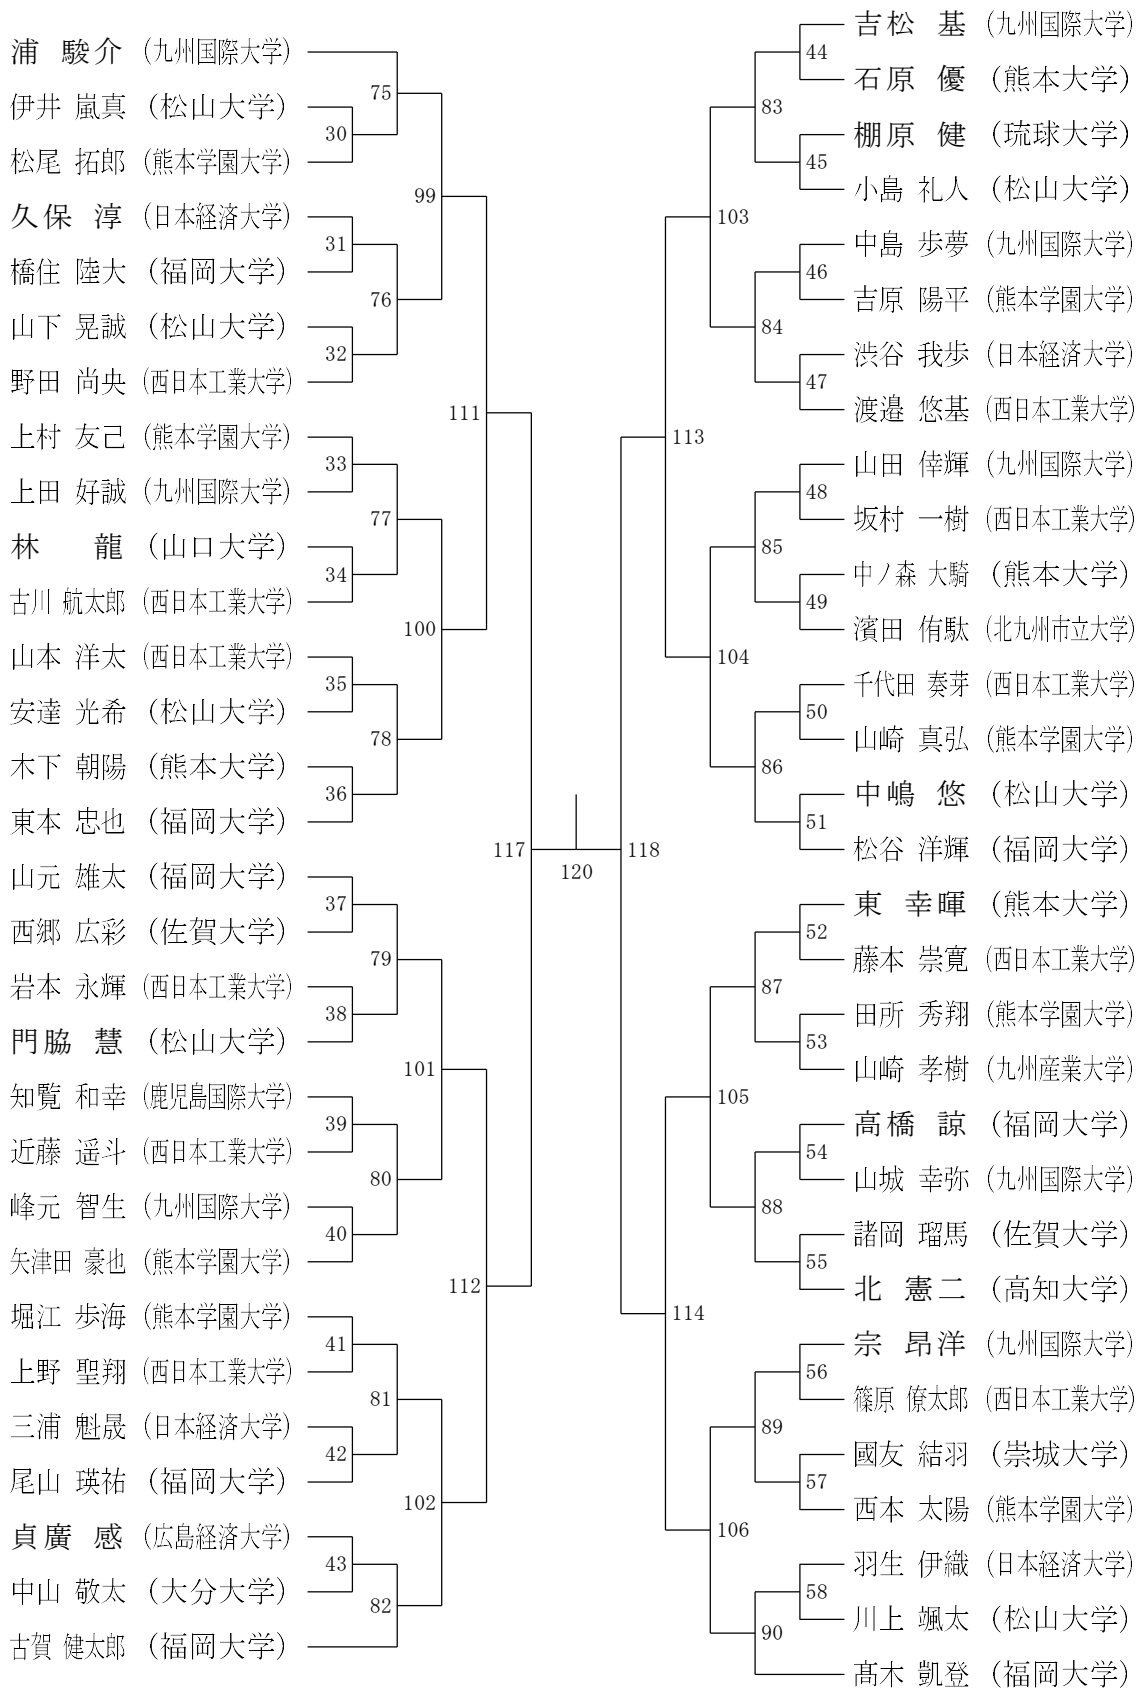 浦 駿介 (九州国際大学)
伊井 嵐真 (松山大学)
松尾 拓郎 (熊本学園大学)
久保 淳 (日本経済大学)
橋住 陸大 (福岡大学)
山下 晃誠 (松山大学)
野田 尚央 (西日本工業大学)
上村 友己 (熊本学園大学)
上田 好誠 (九州国際大学)
林 龍 (山口大学)
古川 航太郎 (西日本工業大学)
山本 洋太 (西日本工業大学)
安達 光希 (松山大学)
木下 朝陽 (熊本大学)
東本 忠也 (福岡大学)
山元 雄太 (福岡大学)
西郷 広彩 (佐賀大学)
岩本 永輝 (西日本工業大学)
門脇 慧 (松山大学)
知覧 和幸 (鹿児島国際大学)
近藤 遥斗 (西日本工業大学)
峰元 智生 (九州国際大学)
矢津田 豪也 (熊本学園大学)
堀江 歩海 (熊本学園大学)
上野 聖翔 (西日本工業大学)
三浦 魁晟 (日本経済大学)
尾山 瑛祐 (福岡大学)
貞廣 感 (広島経済大学)
中山 敬太 (大分大学)
古賀 健太郎 (福岡大学)
30
31
32
33
34
35
36
37
38
39
40
41
42
43
75
76
77
78
79
80
81
82
99
100
101
102
111
112
117
120
118
113
114
103
104
105
106
83
84
85
86
87
88
89
90
44
45
46
47
48
49
50
51
52
53
54
55
56
57
58
吉松 基 (九州国際大学)
石原 優 (熊本大学)
棚原 健 (琉球大学)
小島 礼人 (松山大学)
中島 歩夢 (九州国際大学)
吉原 陽平 (熊本学園大学)
渋谷 我歩 (日本経済大学)
渡邉 悠基 (西日本工業大学)
山田 倖輝 (九州国際大学)
坂村 一樹 (西日本工業大学)
中ノ森 大騎 (熊本大学)
濱田 侑駄 (北九州市立大学)
千代田 奏芽 (西日本工業大学)
山崎 真弘 (熊本学園大学)
中嶋 悠 (松山大学)
松谷 洋輝 (福岡大学)
東 幸暉 (熊本大学)
藤本 崇寛 (西日本工業大学)
田所 秀翔 (熊本学園大学)
山崎 孝樹 (九州産業大学)
高橋 諒 (福岡大学)
山城 幸弥 (九州国際大学)
諸岡 瑠馬 (佐賀大学)
北 憲二 (高知大学)
宗 昂洋 (九州国際大学)
篠原 僚太郎 (西日本工業大学)
國友 結羽 (崇城大学)
西本 太陽 (熊本学園大学)
羽生 伊織 (日本経済大学)
川上 颯太 (松山大学)
髙木 凱登 (福岡大学)